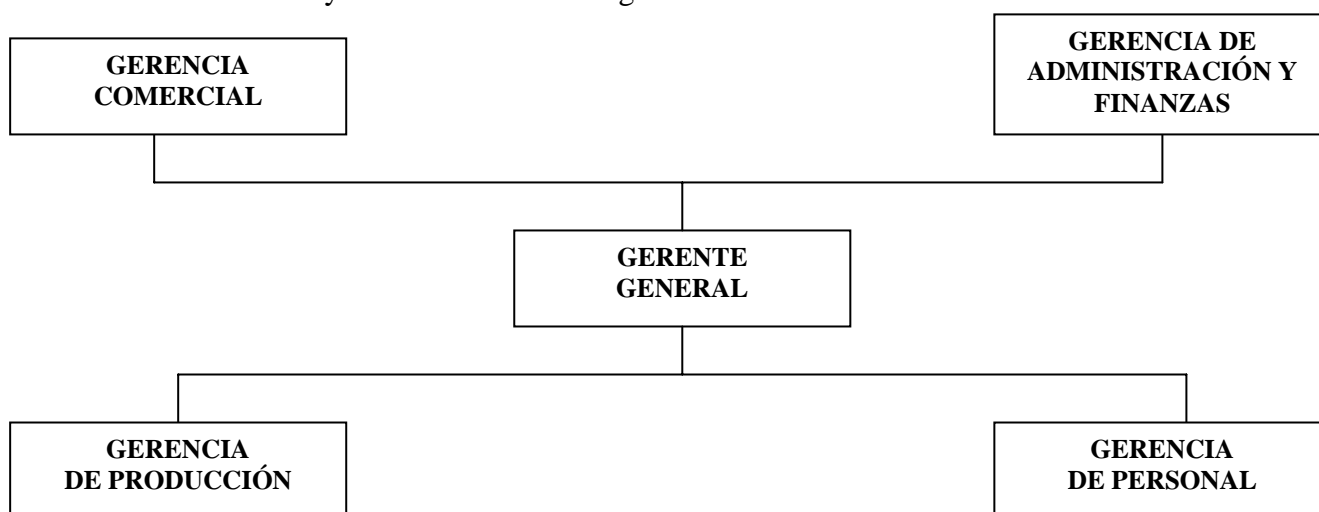 y
g
GERENCIA
COMERCIAL
GERENCIA DE
ADMINISTRACIÓN Y
FINANZAS
GERENTE
GENERAL
GERENCIA
DE PRODUCCIÓN
GERENCIA
DE PERSONAL